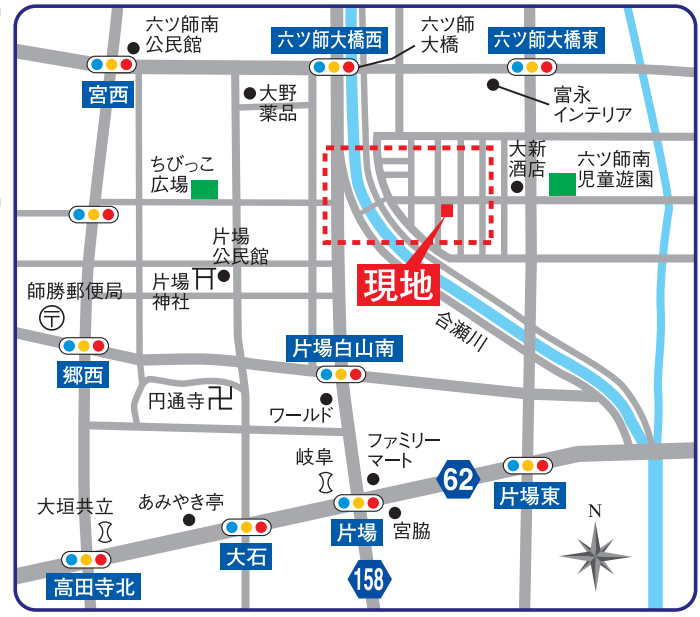 六ツ師南
公民館
六ツ師大橋西
六ツ師
大橋
六ツ師大橋東
宮西
大野
薬品
富永
インテリア
ちびっこ
広場
大新
酒店
六ツ師南
児童遊園
片場
公民館
片場
神社
現地
師勝郵便局
〒
合瀬川
郷西
片場白山南
円通寺
卍
ワールド
ファミリー
マート
岐阜
62
片場東
大垣共立
あみやき亭
大石
片場
宮脇
N
高田寺北
158